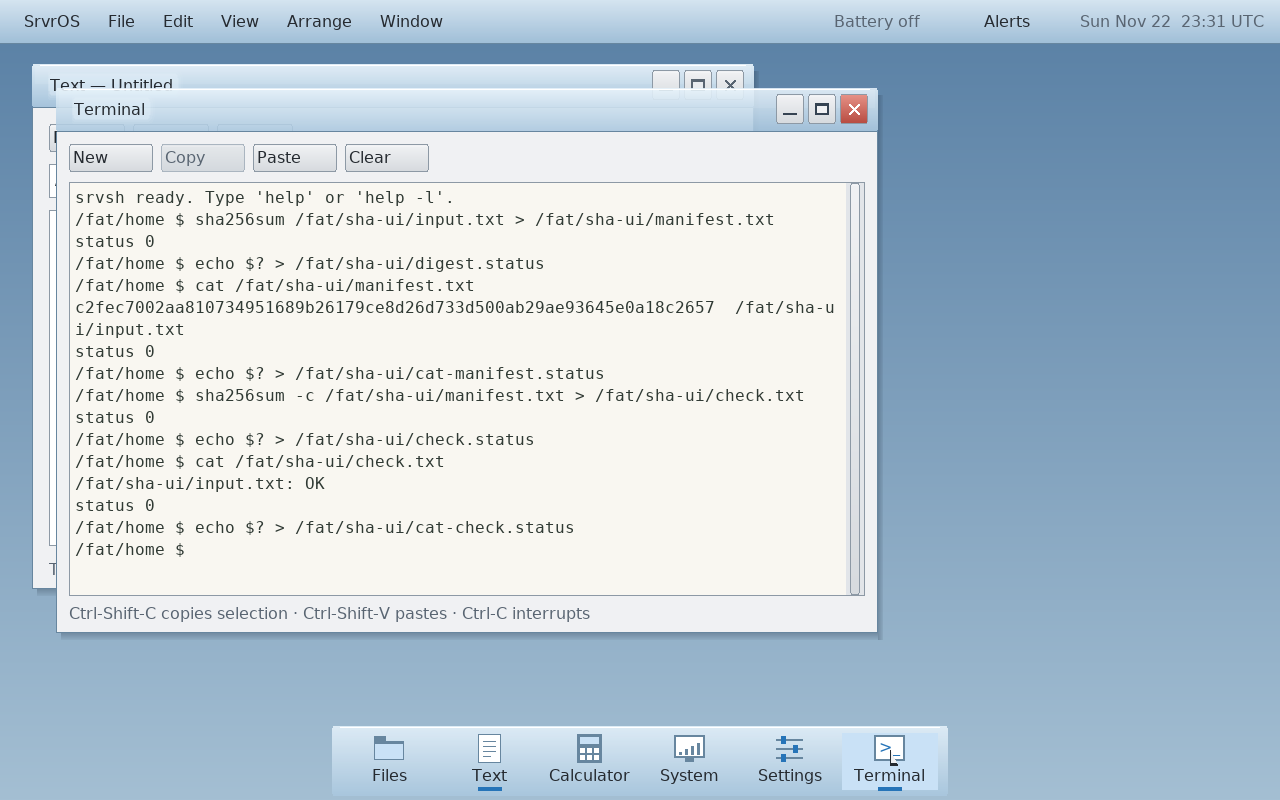 SrvrOS File Edit View Arrange Window Battery off Alerts Sun Nov 22 23:31 UTC
Text — Untitled
Terminal
New Copy Paste Clear
srvsh ready. Type 'help' or 'help -l'.
/fat/home $ sha256sum /fat/sha-ui/input.txt > /fat/sha-ui/manifest.txt
status 0
/fat/home $ echo $? > /fat/sha-ui/digest.status
/fat/home $ cat /fat/sha-ui/manifest.txt
c2fec7002aa810734951689b26179ce8d26d733d500ab29ae93645e0a18c2657  /fat/sha-u
i/input.txt
status 0
/fat/home $ echo $? > /fat/sha-ui/cat-manifest.status
/fat/home $ sha256sum -c /fat/sha-ui/manifest.txt > /fat/sha-ui/check.txt
status 0
/fat/home $ echo $? > /fat/sha-ui/check.status
/fat/home $ cat /fat/sha-ui/check.txt
/fat/sha-ui/input.txt: OK
status 0
/fat/home $ echo $? > /fat/sha-ui/cat-check.status
/fat/home $
Ctrl-Shift-C copies selection · Ctrl-Shift-V pastes · Ctrl-C interrupts
Files Text Calculator System Settings Terminal